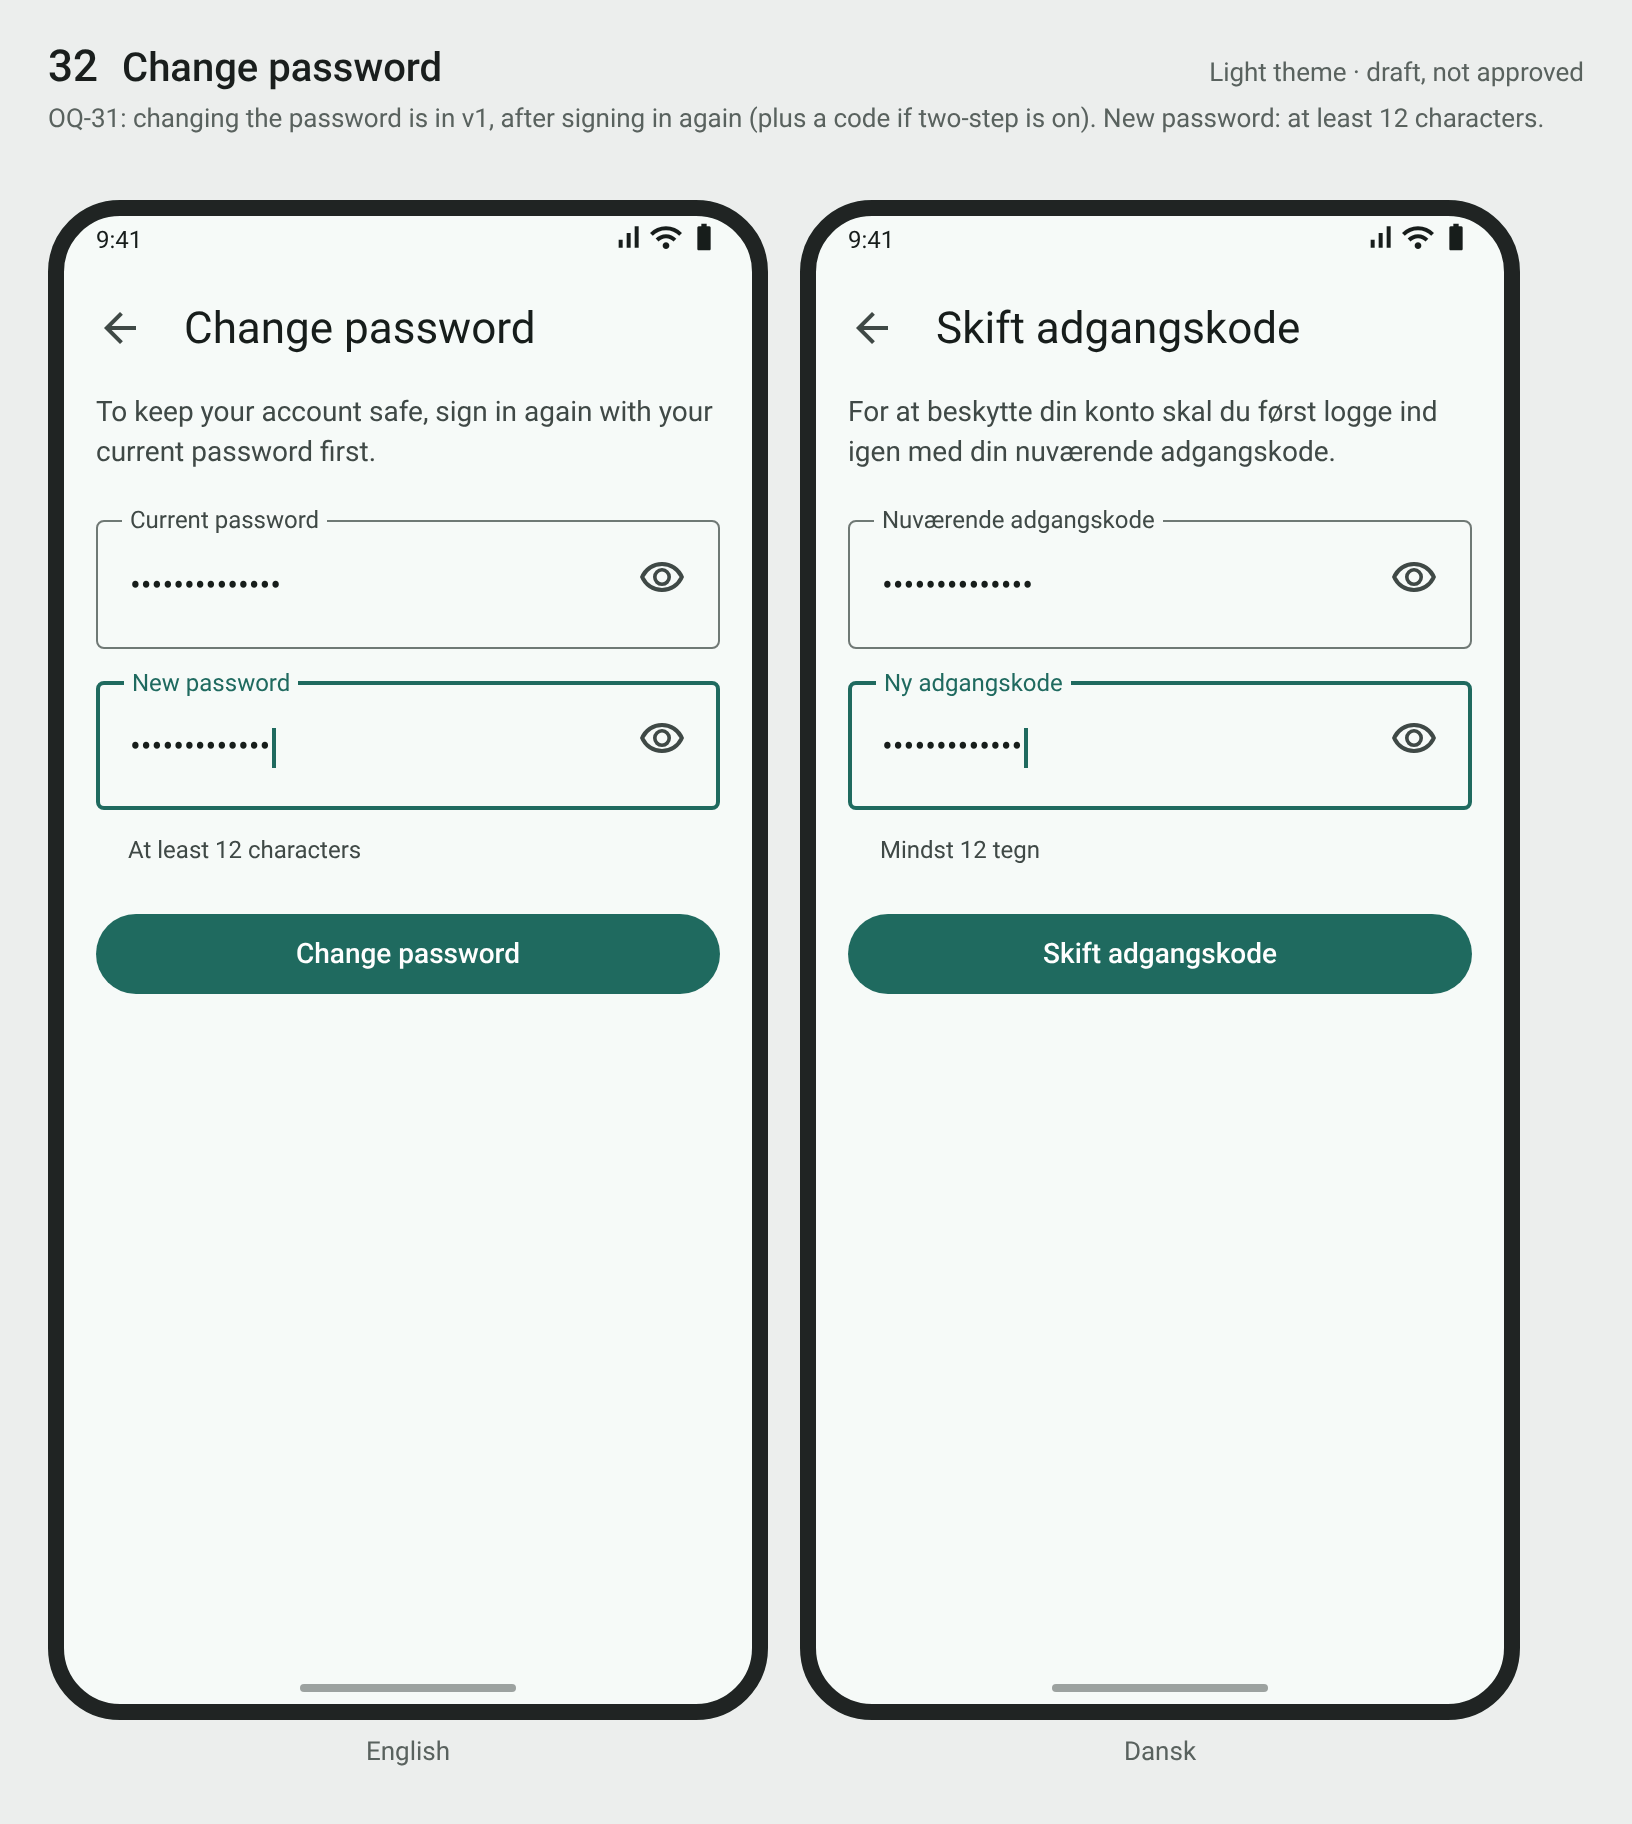 32 Change password
Light theme · draft, not approved
OQ-31: changing the password is in v1, after signing in again (plus a code if two-step is on). New password: at least 12 characters.
9:41
Change password
To keep your account safe, sign in again with your
current password first.
Current password
••••••••••••••
New password
•••••••••••••
At least 12 characters
Change password
English
9:41
Skift adgangskode
For at beskytte din konto skal du først logge ind
igen med din nuværende adgangskode.
Nuværende adgangskode
••••••••••••••
Ny adgangskode
•••••••••••••
Mindst 12 tegn
Skift adgangskode
Dansk